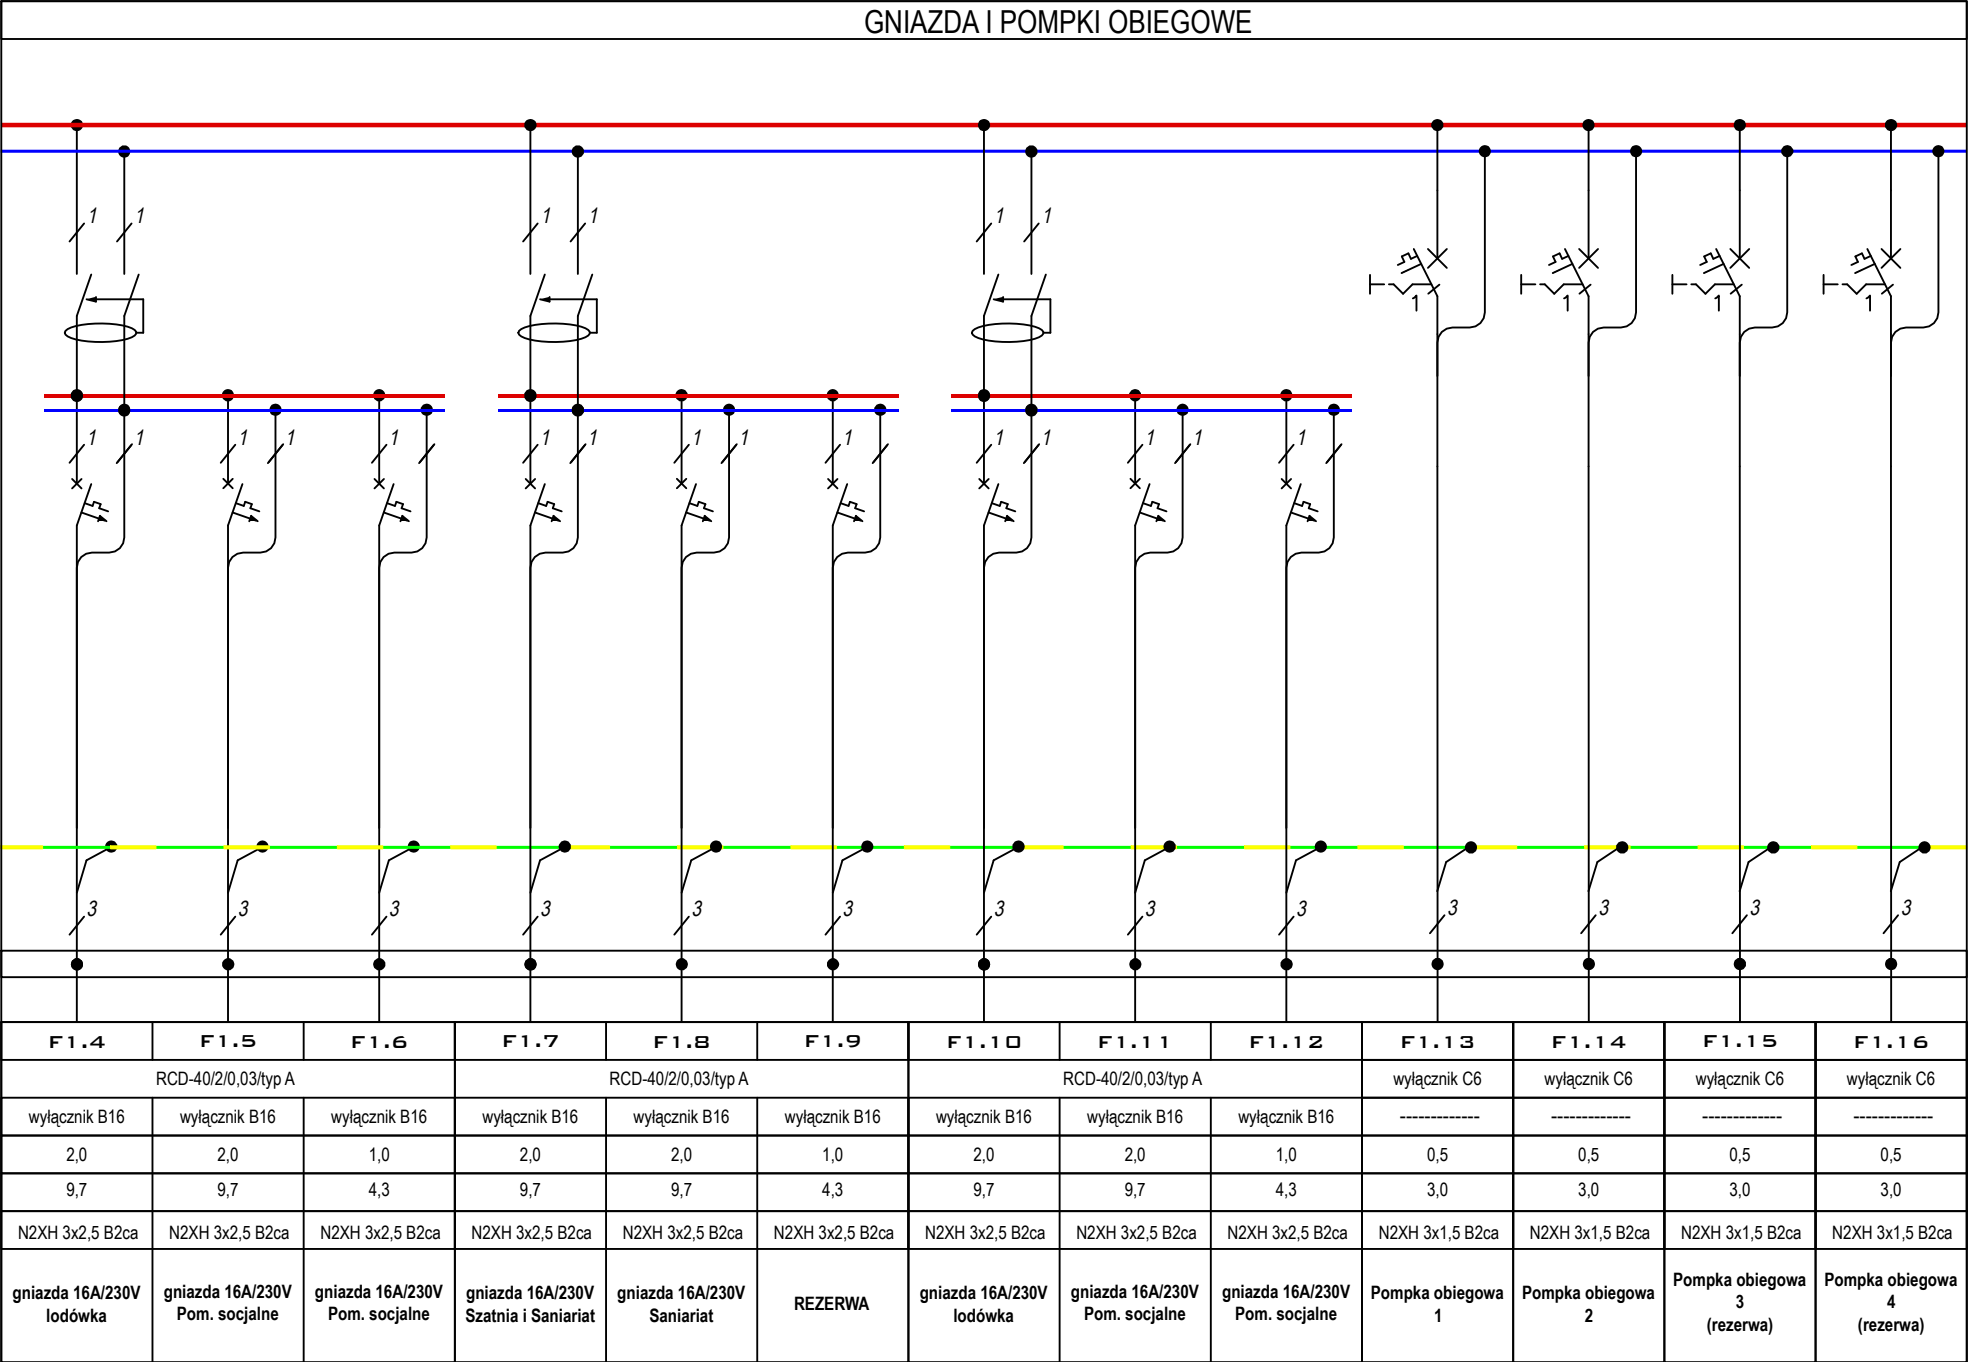 GNIAZDA I POMPKI OBIEGOWE
1 1 1 1 1 1
1 1 1 1
1 1 1 1 1 1 1 1 1 1 1 1 1 1
3 3 3 3 3 3 3 3 3 3 3 3 3
F1.4 F1.5 F1.6 F1.7 F1.8 F1.9 F1.10 F1.11 F1.12 F1.13 F1.14 F1.15 F1.16
RCD-40/2/0,03/typ A RCD-40/2/0,03/typ A RCD-40/2/0,03/typ A wyłącznik C6 wyłącznik C6 wyłącznik C6 wyłącznik C6
wyłącznik B16 wyłącznik B16 wyłącznik B16 wyłącznik B16 wyłącznik B16 wyłącznik B16 wyłącznik B16 wyłącznik B16 wyłącznik B16 ------------- ------------- ------------- -------------
2,0 2,0 1,0 2,0 2,0 1,0 2,0 2,0 1,0 0,5 0,5 0,5 0,5
9,7 9,7 4,3 9,7 9,7 4,3 9,7 9,7 4,3 3,0 3,0 3,0 3,0
N2XH 3x2,5 B2ca N2XH 3x2,5 B2ca N2XH 3x2,5 B2ca N2XH 3x2,5 B2ca N2XH 3x2,5 B2ca N2XH 3x2,5 B2ca N2XH 3x2,5 B2ca N2XH 3x2,5 B2ca N2XH 3x2,5 B2ca N2XH 3x1,5 B2ca N2XH 3x1,5 B2ca N2XH 3x1,5 B2ca N2XH 3x1,5 B2ca
gniazda 16A/230V
lodówka
gniazda 16A/230V
Pom. socjalne
gniazda 16A/230V
Pom. socjalne
gniazda 16A/230V
Szatnia i Saniariat
gniazda 16A/230V
Saniariat
REZERWA
gniazda 16A/230V
lodówka
gniazda 16A/230V
Pom. socjalne
gniazda 16A/230V
Pom. socjalne
Pompka obiegowa
1
Pompka obiegowa
2
Pompka obiegowa
3
(rezerwa)
Pompka obiegowa
4
(rezerwa)